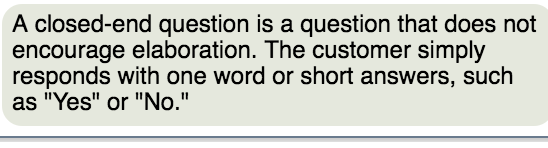 A closed-end question is a question that does not
encourage elaboration. The customer simply
responds with one word or short answers, such
as "Yes" or "No."